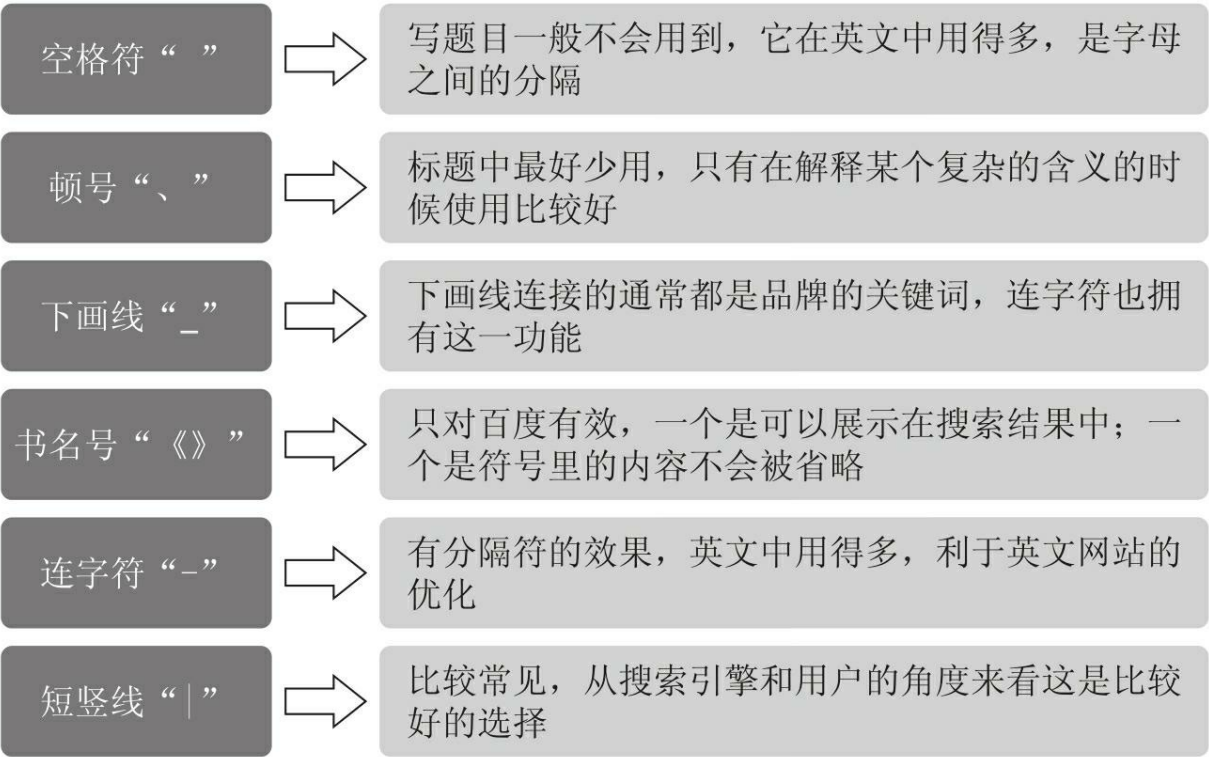 空格符“ ”
写题目一般不会用到，它在英文中用得多，是字母
之间的分隔
顿号“、”
标题中最好少用，只有在解释某个复杂的含义的时
候使用比较好
下画线“_”
下画线连接的通常都是品牌的关键词，连字符也拥
有这一功能
书名号“《》”
只对百度有效，一个是可以展示在搜索结果中；一
个是符号里的内容不会被省略
连字符“-”
有分隔符的效果，英文中用得多，利于英文网站的
优化
短竖线“|”
比较常见，从搜索引擎和用户的角度来看这是比较
好的选择